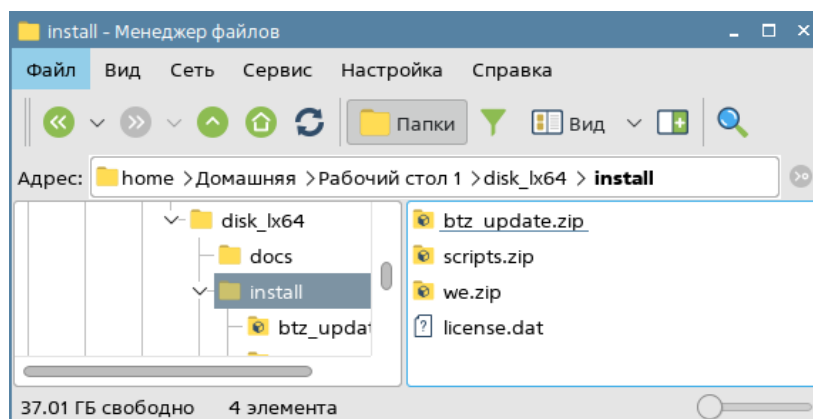 install - Менеджер файлов
Файл Вид Сеть Сервис Настройка Справка
Папки Вид
Адрес: home >Домашняя >Рабочий стол 1 >disk_lx64 > install
disk_lx64
docs
install
btz_updat
btz_update.zip
scripts.zip
we.zip
license.dat
37.01 ГБ свободно 4 элемента